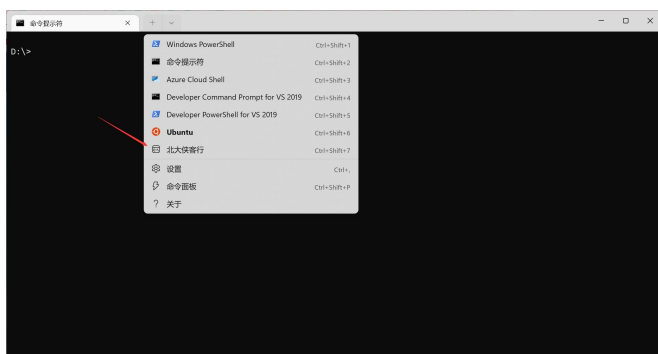 命令提示符
D:\>
Windows PowerShell Ctrl+Shift+1
命令提示符 Ctrl+Shift+2
Azure Cloud Shell Ctrl+Shift+3
Developer Command Prompt for VS 2019 Ctrl+Shift+4
Developer PowerShell for VS 2019 Ctrl+Shift+5
Ubuntu Ctrl+Shift+6
北大侠客行 Ctrl+Shift+7
设置 Ctrl+,
命令面板 Ctrl+Shift+P
? 关于